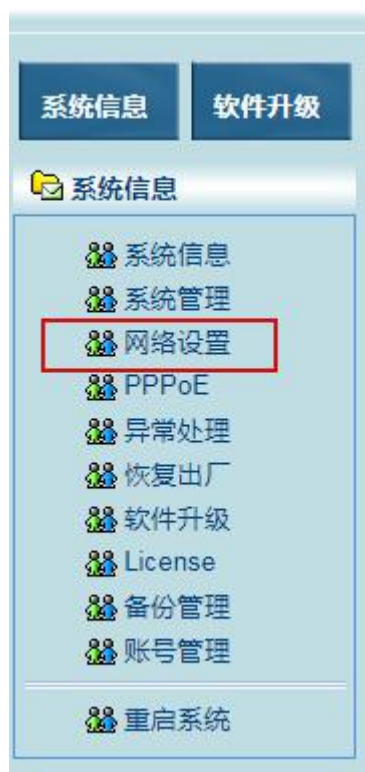 系统信息 软件升级
系统信息
系统信息
系统管理
网络设置
PPPoE
异常处理
恢复出厂
软件升级
License
备份管理
账号管理
重启系统